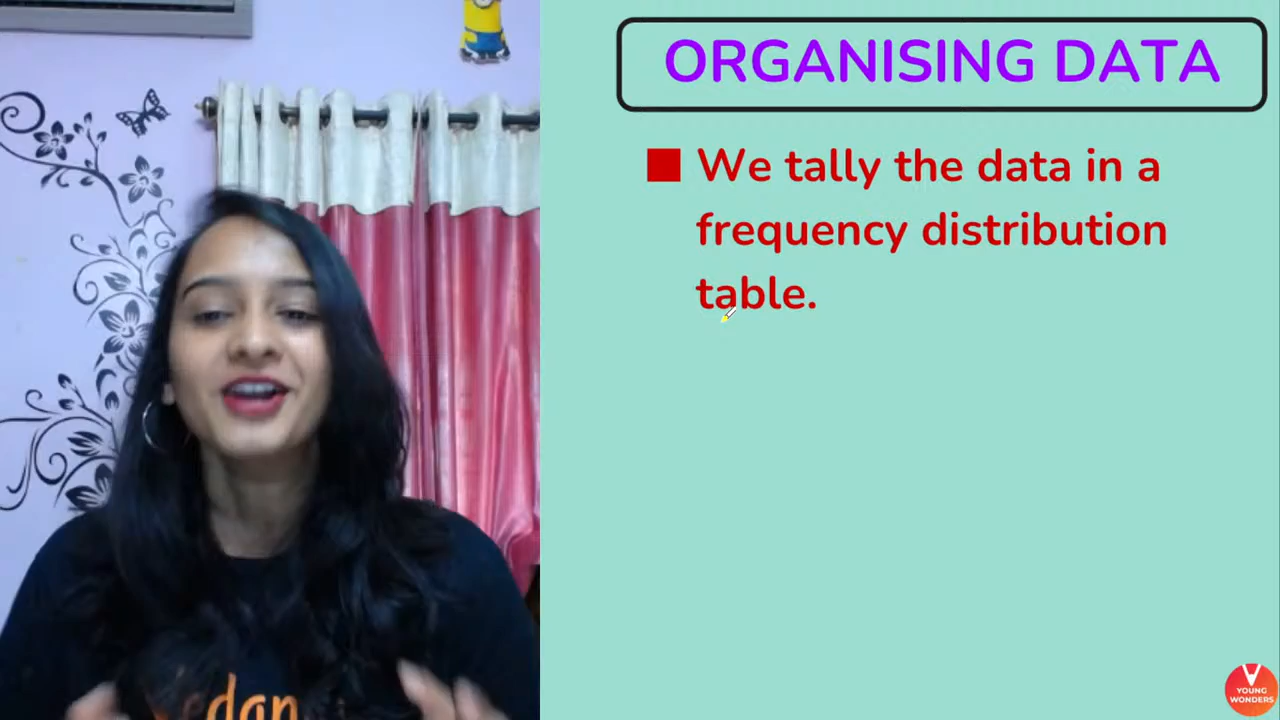 ORGANISING DATA
We tally the data in a
frequency distribution
table.
YOUNG
WONDERS